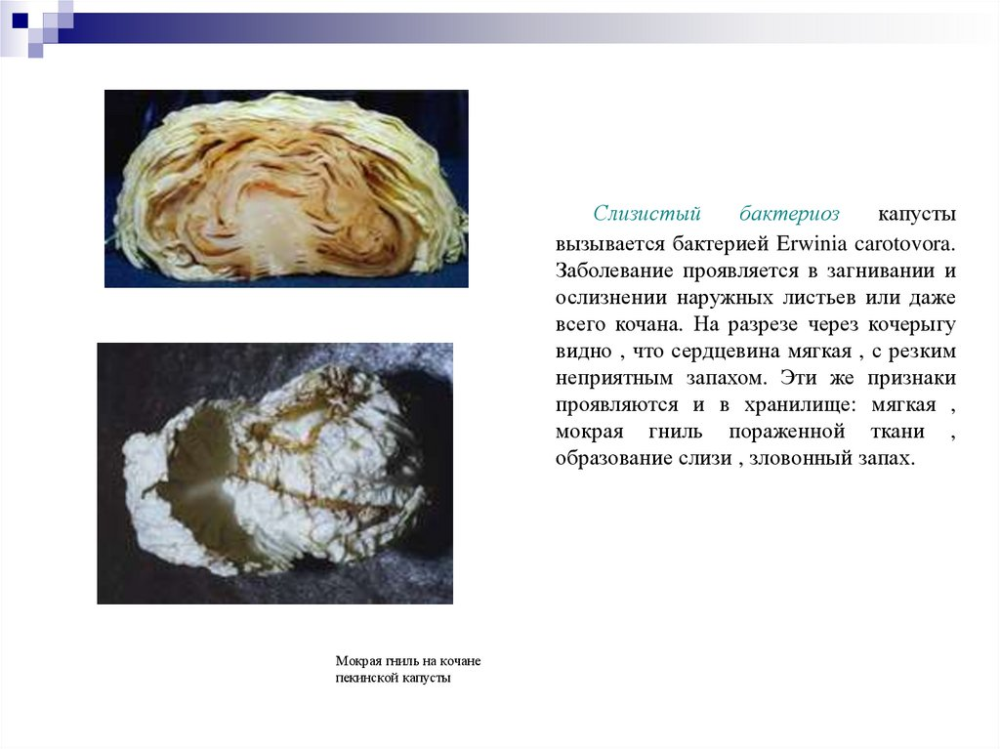 Слизистый бактериоз капусты
вызывается бактерией Erwinia carotovora.
Заболевание проявляется в загнивании и
ослизнении наружных листьев или даже
всего кочана. На разрезе через кочерыгу
видно , что сердцевина мягкая , с резким
неприятным запахом. Эти же признаки
проявляются и в хранилище: мягкая ,
мокрая гниль пораженной ткани ,
образование слизи , зловонный запах.
Мокрая гниль на кочане
пекинской капусты